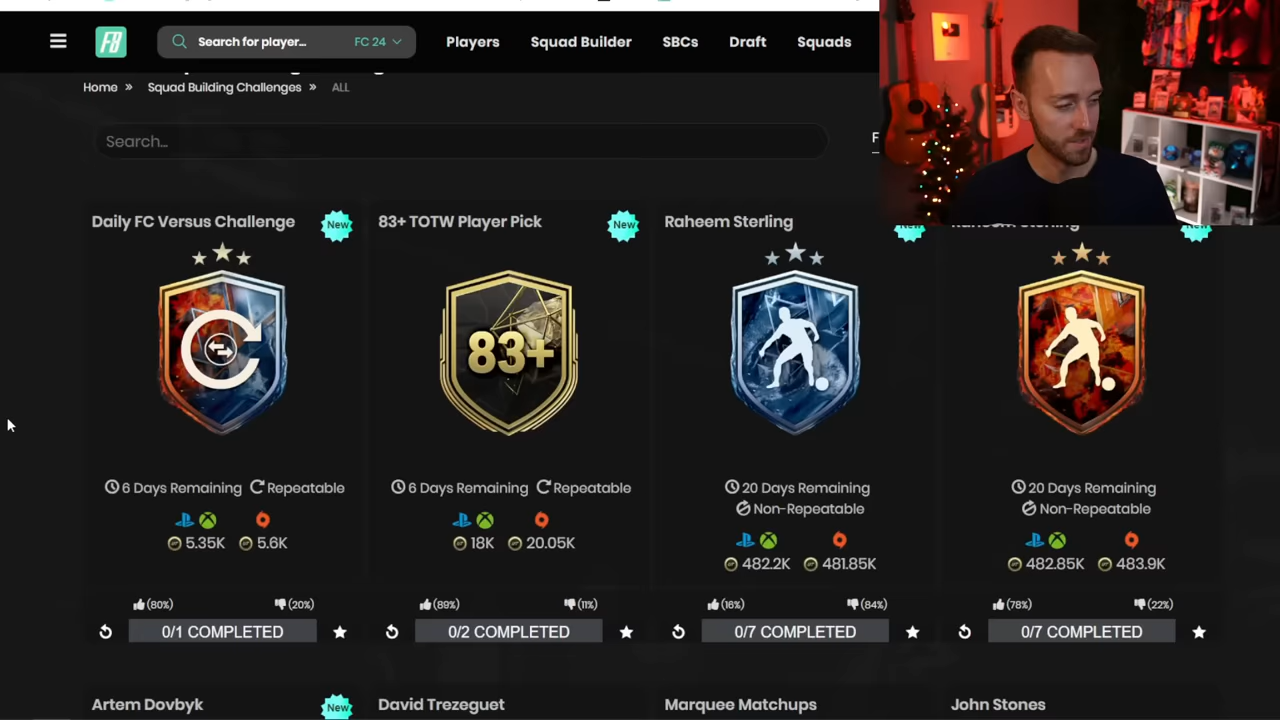 FB
Search for player...
FC 24
Players
Squad Builder
SBCs
Draft
Squads
Home » Squad Building Challenges » ALL
Search...
F
Daily FC Versus Challenge
New
83+ TOTW Player Pick
New
Raheem Sterling
New
New
83+
6 Days Remaining
Repeatable
6 Days Remaining
Repeatable
20 Days Remaining
Non-Repeatable
20 Days Remaining
Non-Repeatable
5.35K
5.6K
18K
20.05K
482.2K
481.85K
482.85K
483.9K
(80%)
(20%)
(89%)
(11%)
(16%)
(84%)
(78%)
(22%)
0/1 COMPLETED
0/2 COMPLETED
0/7 COMPLETED
0/7 COMPLETED
Artem Dovbyk
New
David Trezeguet
Marquee Matchups
John Stones